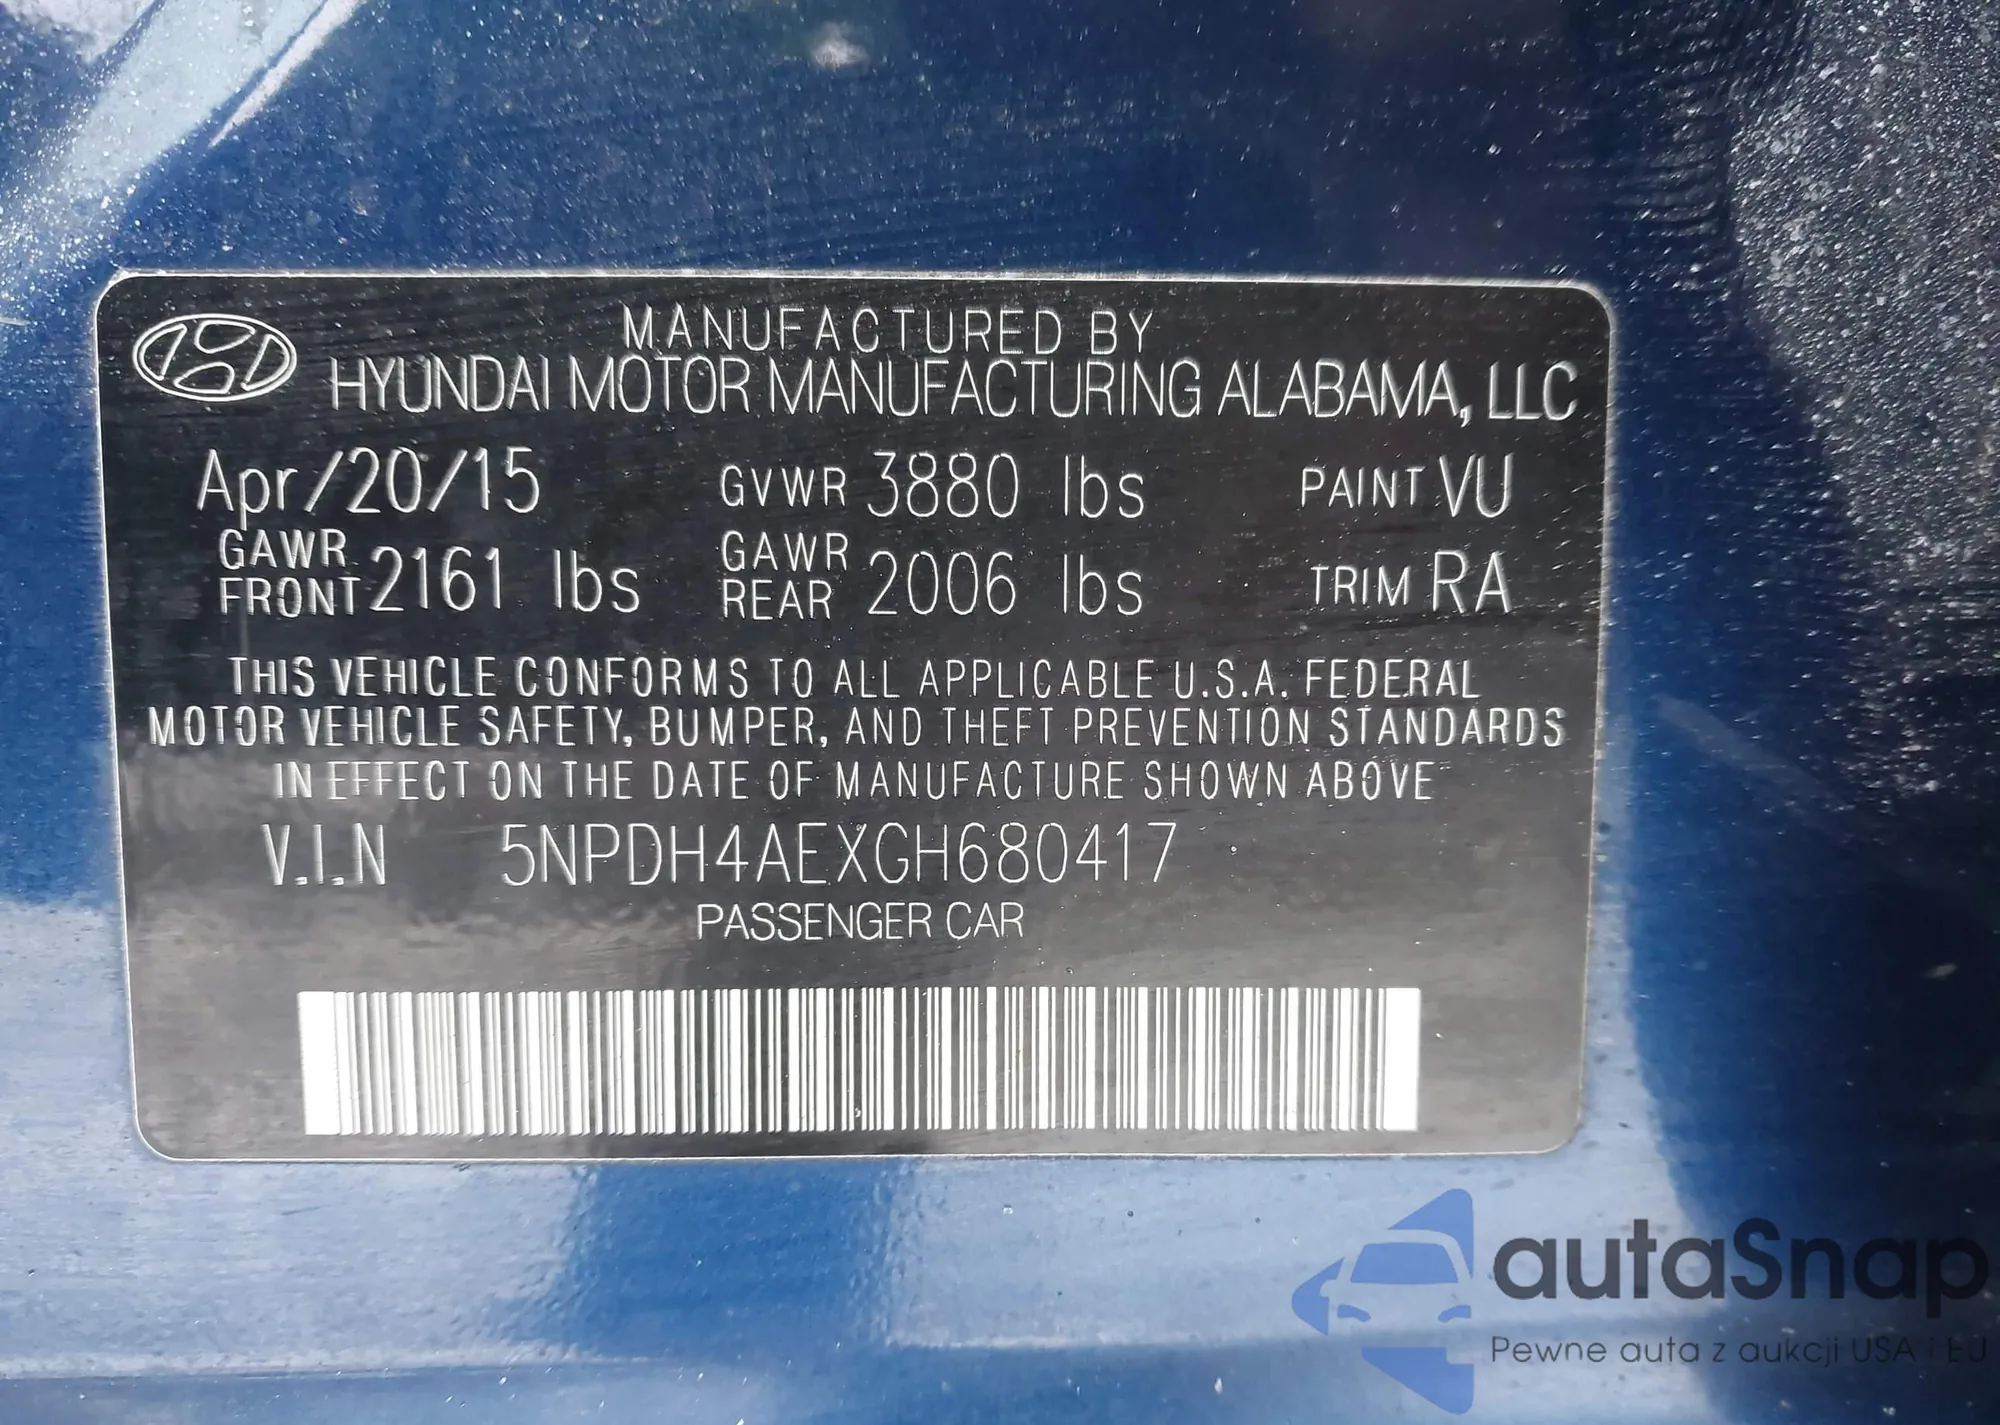 MANUFACTURED BY
HYUNDAI MOTOR MANUFACTURING ALABAMA, LLC
Apr/20/15 GVWR 3880 lbs PAINT VU
GAWR FRONT 2161 lbs GAWR REAR 2006 lbs TRIM RA
THIS VEHICLE CONFORMS TO ALL APPLICABLE U.S.A. FEDERAL
MOTOR VEHICLE SAFETY, BUMPER, AND THEFT PREVENTION STANDARDS
IN EFFECT ON THE DATE OF MANUFACTURE SHOWN ABOVE
V.I.N 5NPDH4AEXGH680417
PASSENGER CAR
autaSnap
Pewne auta z aukcji USA i EU